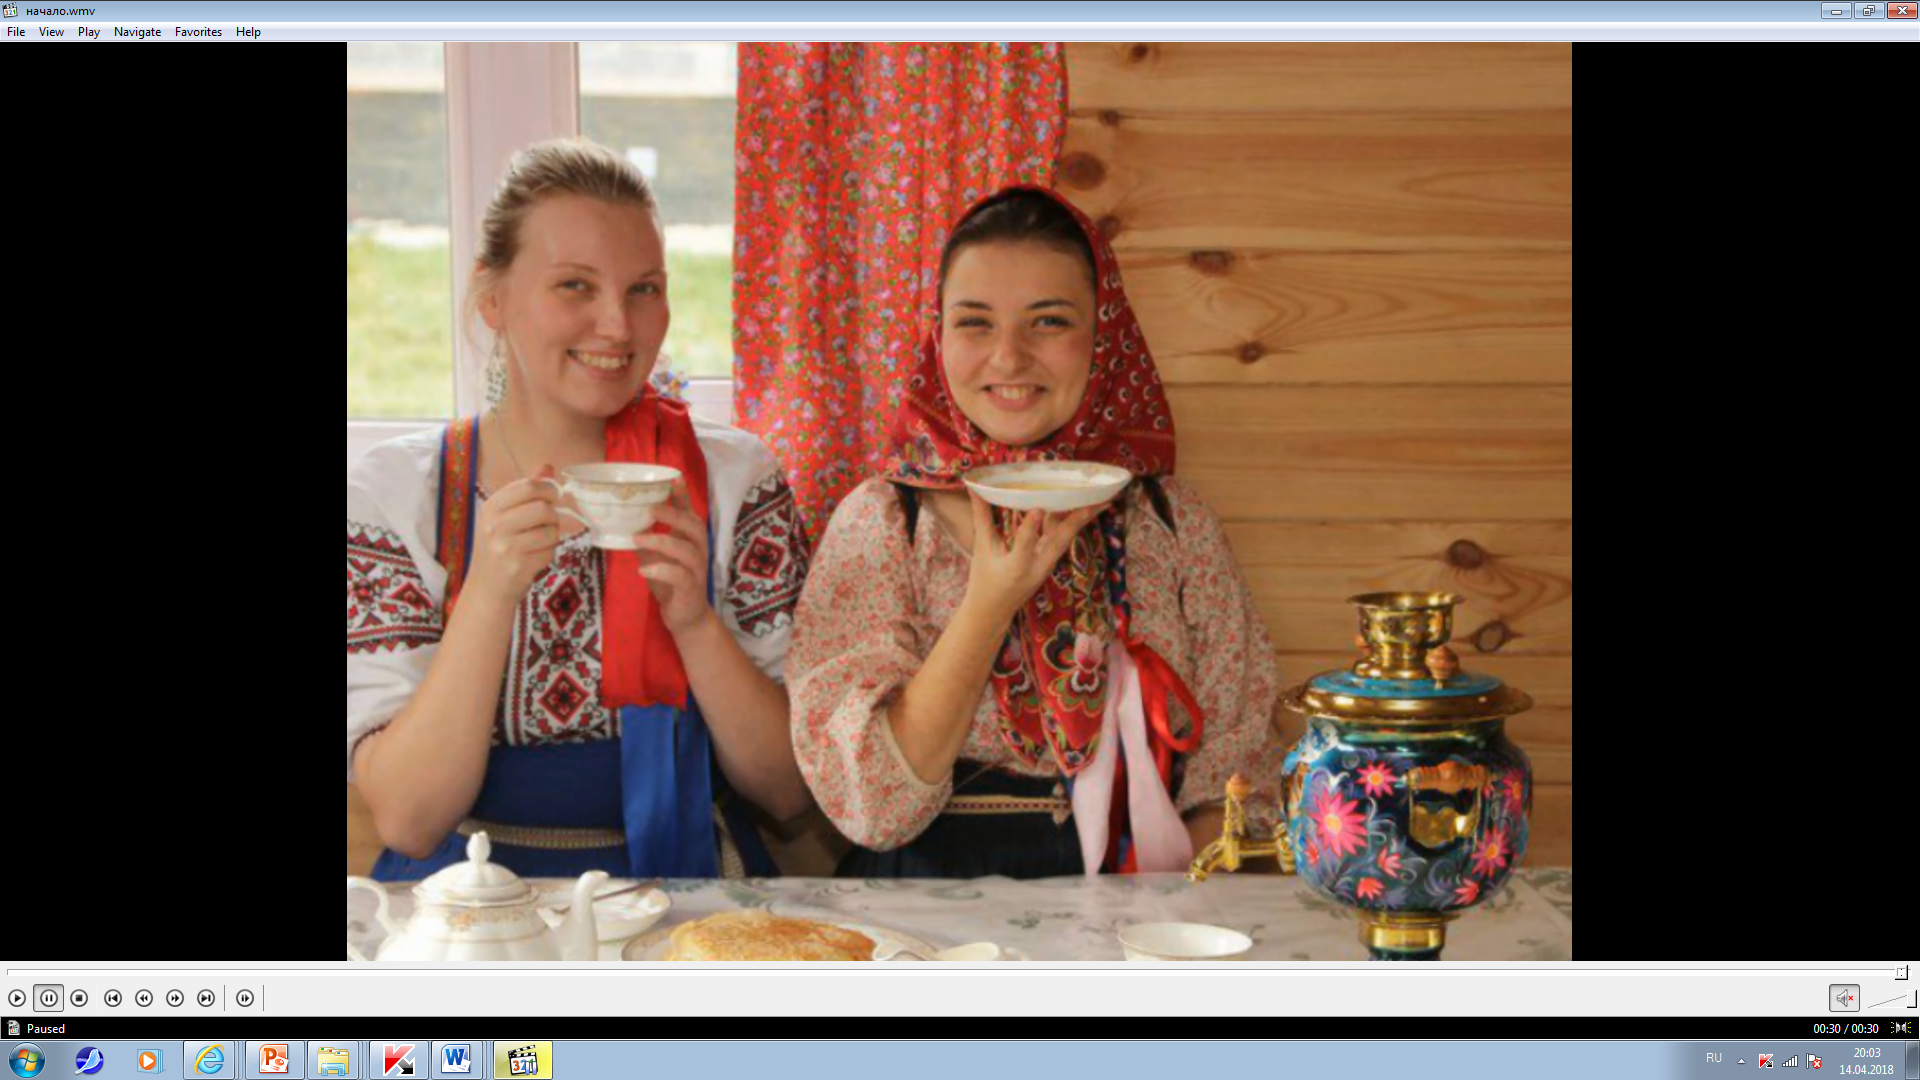 начало.wmv
File View Play Navigate Favorites Help
Paused
00:30 / 00:30
RU
20:03
14.04.2018